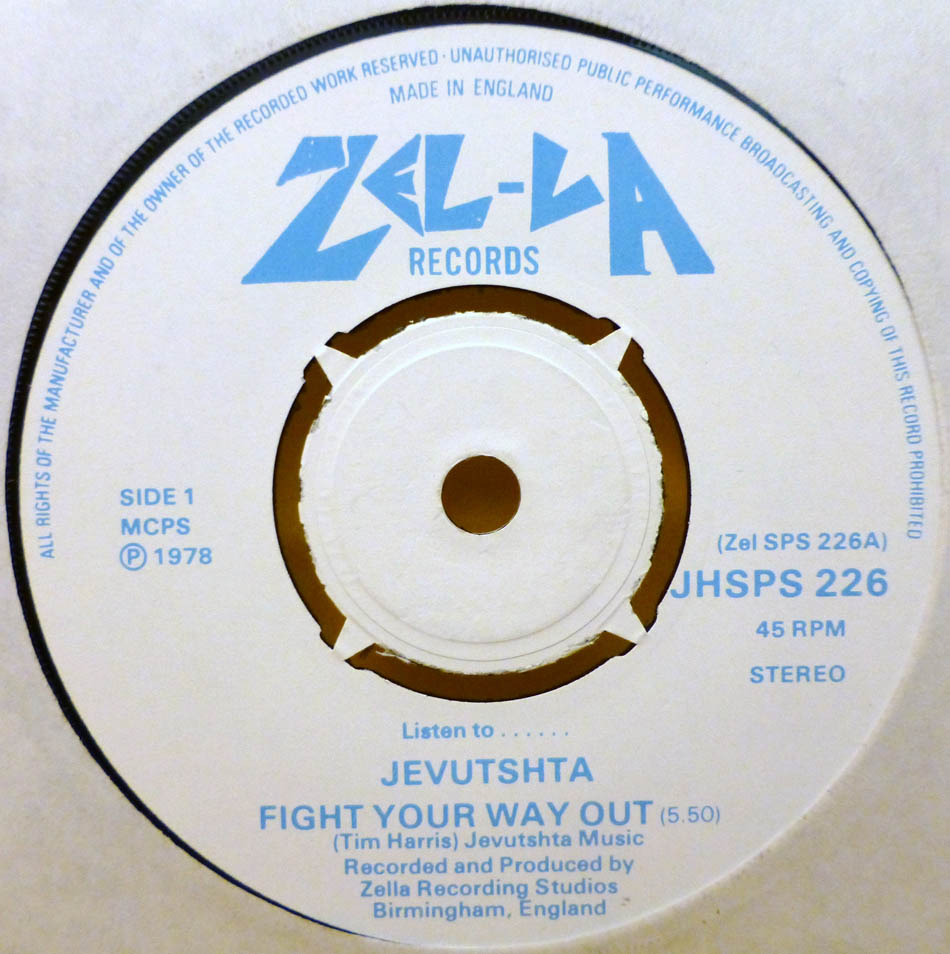 ALL RIGHTS OF THE MANUFACTURER AND OF THE OWNER OF THE RECORDED WORK RESERVED · UNAUTHORISED PUBLIC PERFORMANCE BROADCASTING AND COPYING OF THIS RECORD PROHIBITED
MADE IN ENGLAND
ZEL-LA
RECORDS
SIDE 1
MCPS
Ⓟ 1978
(Zel SPS 226A)
JHSPS 226
45 RPM
STEREO
Listen to ......
JEVUTSHTA
FIGHT YOUR WAY OUT (5.50)
(Tim Harris) Jevutshta Music
Recorded and Produced by
Zella Recording Studios
Birmingham, England